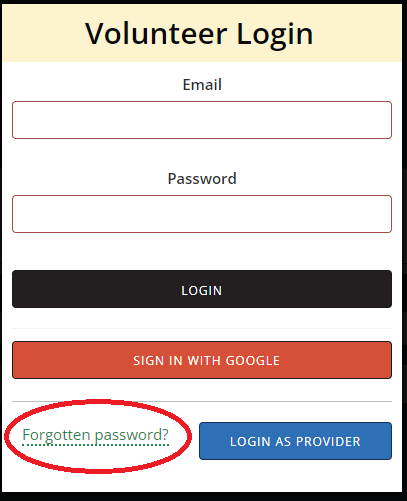 Volunteer Login
Email
Password
LOGIN
SIGN IN WITH GOOGLE
Forgotten password?
LOGIN AS PROVIDER